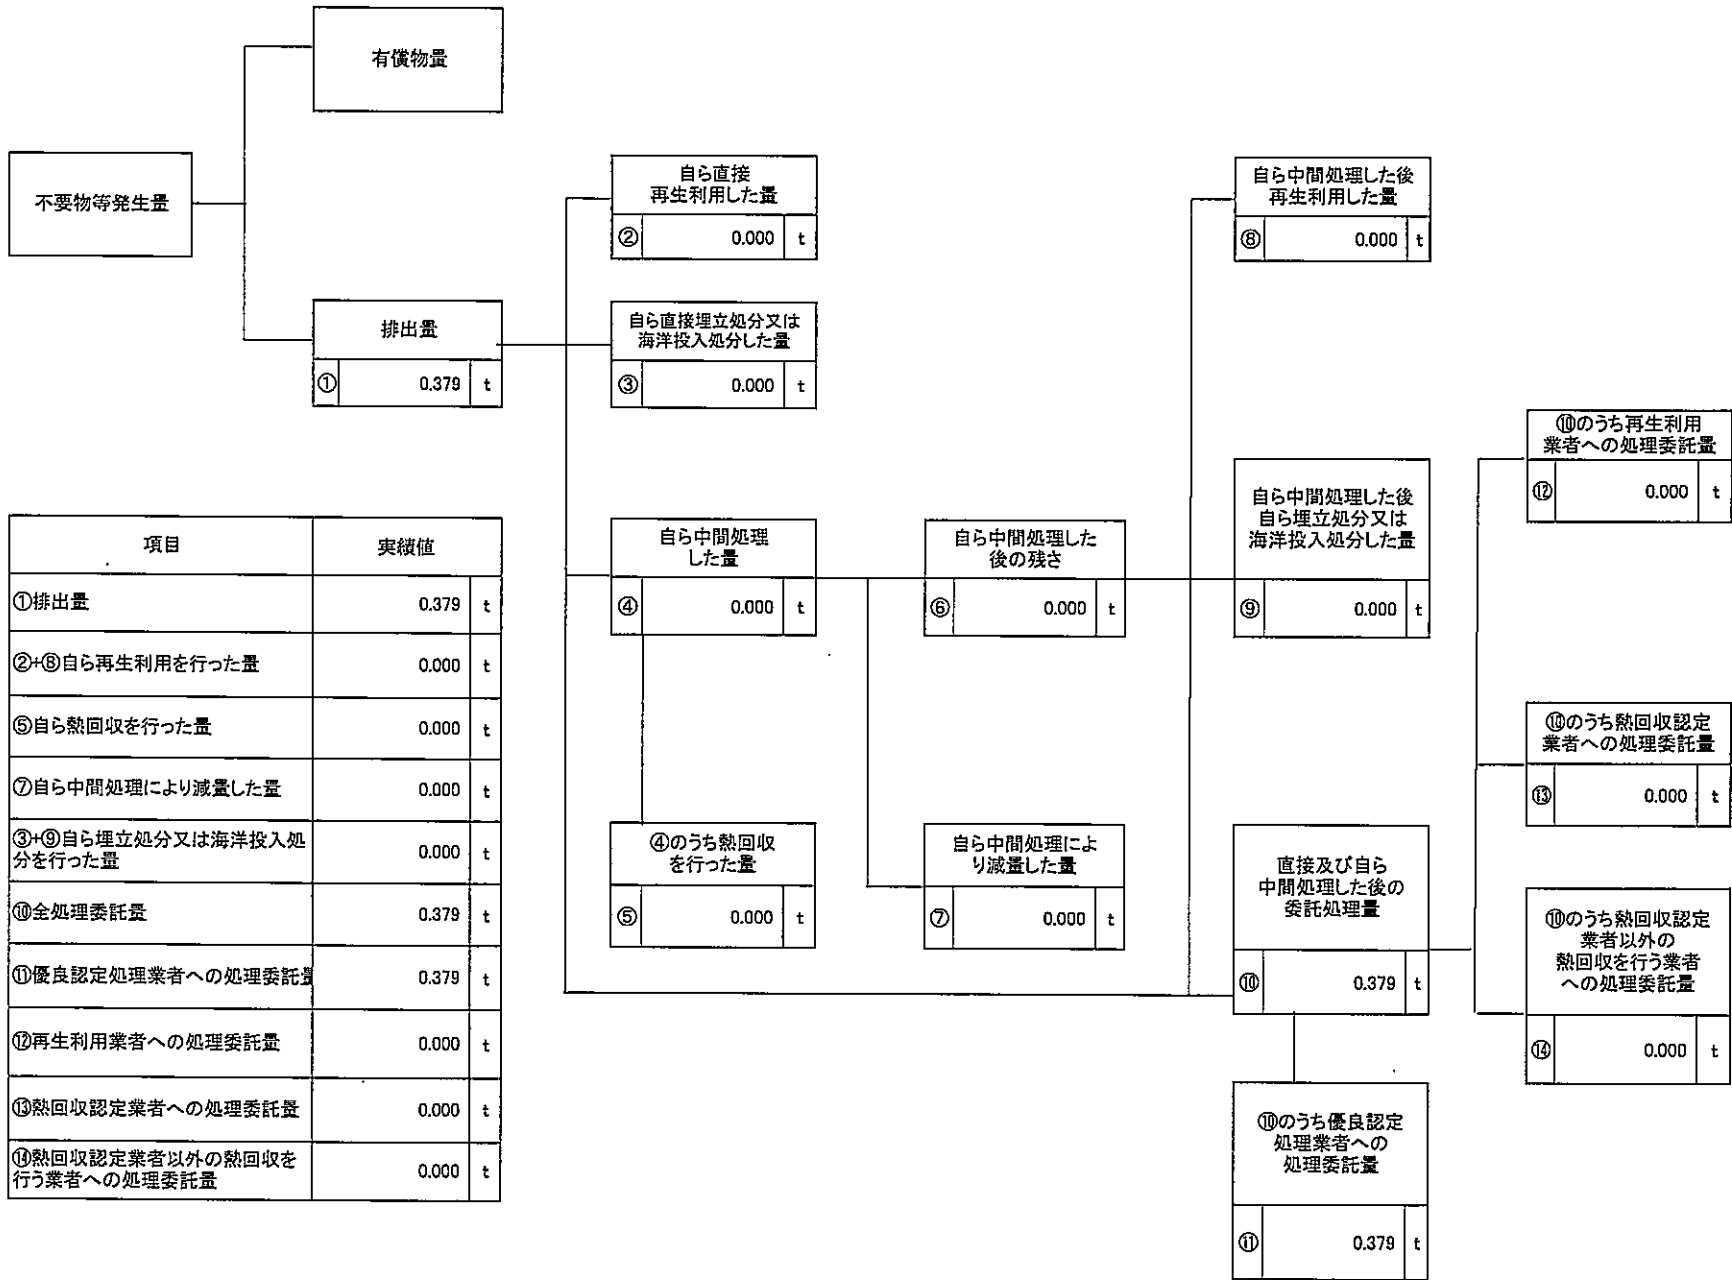 有償物量
不要物等発生量
排出量
① 0.379 t
自ら直接
再生利用した量
② 0.000 t
自ら直接埋立処分又は
海洋投入処分した量
③ 0.000 t
自ら中間処理
した量
④ 0.000 t
④のうち熱回収
を行った量
⑤ 0.000 t
自ら中間処理した
後の残さ
⑥ 0.000 t
自ら中間処理によ
り減量した量
⑦ 0.000 t
自ら中間処理した後
再生利用した量
⑧ 0.000 t
自ら中間処理した後
自ら埋立処分又は
海洋投入処分した量
⑨ 0.000 t
直接及び自ら
中間処理した後の
委託処理量
⑩ 0.379 t
⑩のうち優良認定
処理業者への
処理委託量
⑪ 0.379 t
⑩のうち再生利用
業者への処理委託量
⑫ 0.000 t
⑩のうち熱回収認定
業者への処理委託量
⑬ 0.000 t
⑩のうち熱回収認定
業者以外の
熱回収を行う業者
への処理委託量
⑭ 0.000 t
項目 実績値
①排出量 0.379 t
②+⑧自ら再生利用を行った量 0.000 t
⑤自ら熱回収を行った量 0.000 t
⑦自ら中間処理により減量した量 0.000 t
③+⑨自ら埋立処分又は海洋投入処
分を行った量 0.000 t
⑩全処理委託量 0.379 t
⑪優良認定処理業者への処理委託量 0.379 t
⑫再生利用業者への処理委託量 0.000 t
⑬熱回収認定業者への処理委託量 0.000 t
⑭熱回収認定業者以外の熱回収を
行う業者への処理委託量 0.000 t